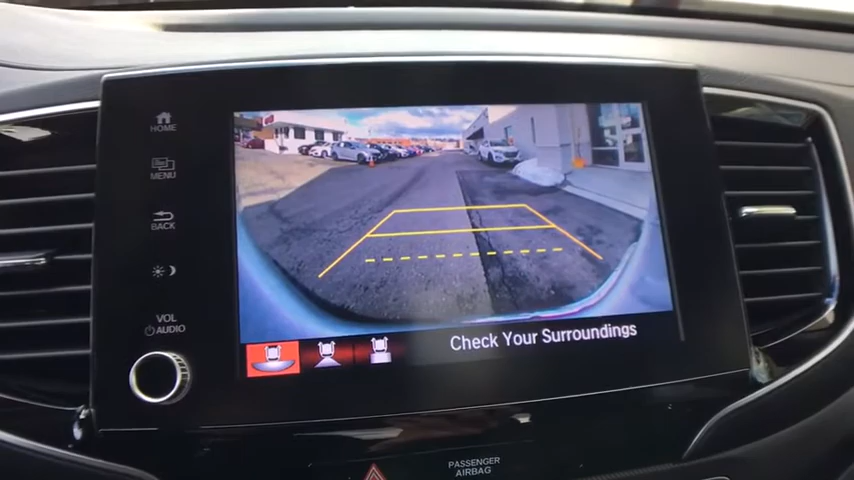 HOME
MENU
BACK
VOL
AUDIO
Check Your Surroundings
PASSENGER
AIRBAG